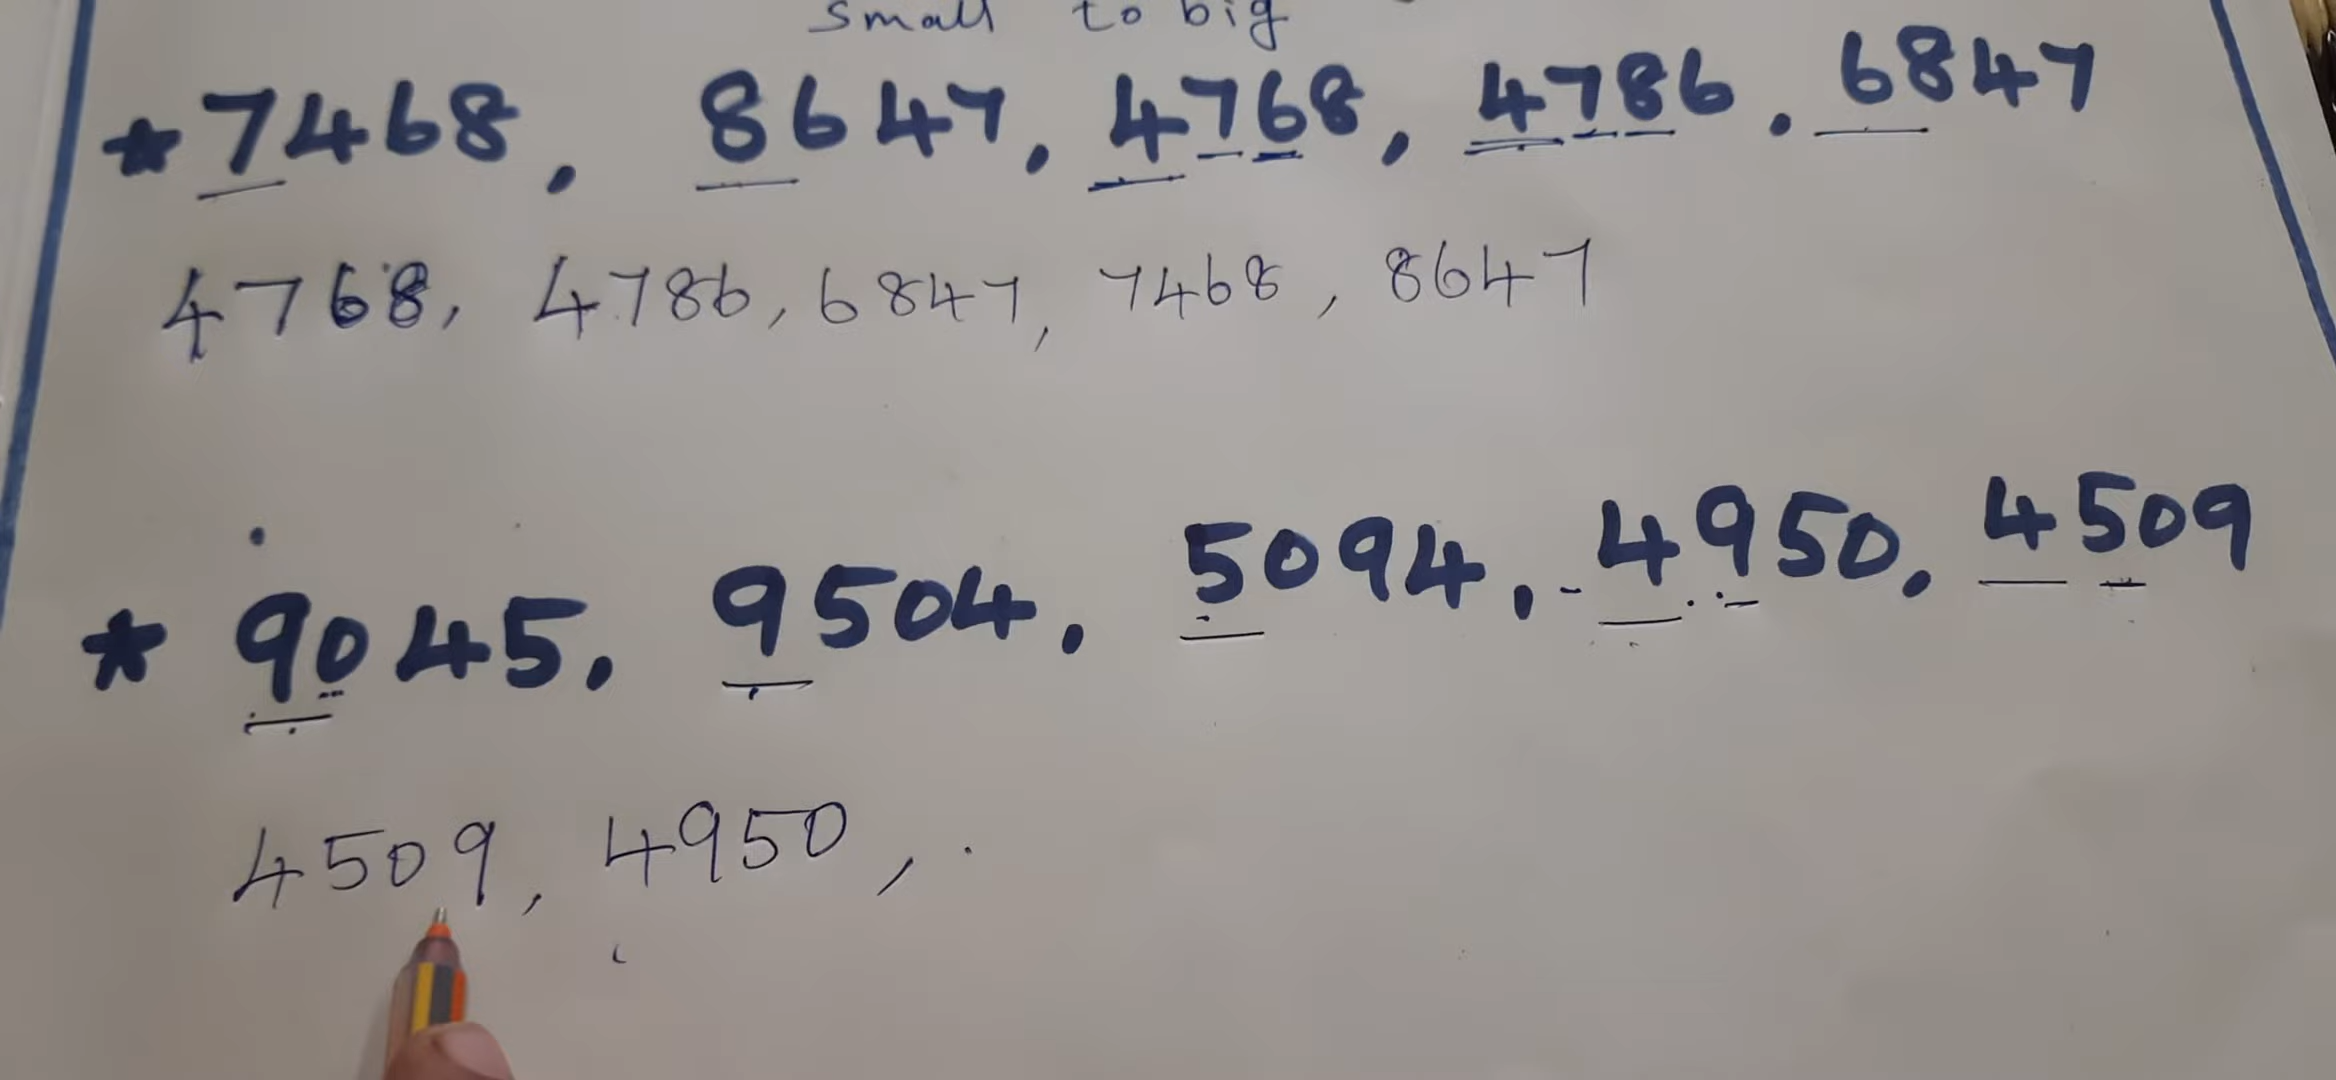 small to big
* 7468, 8647, 4768, 4786, 6847
4768, 4786, 6847, 7468, 8647
* 9045, 9504, 5094, 4950, 4509
4509, 4950,